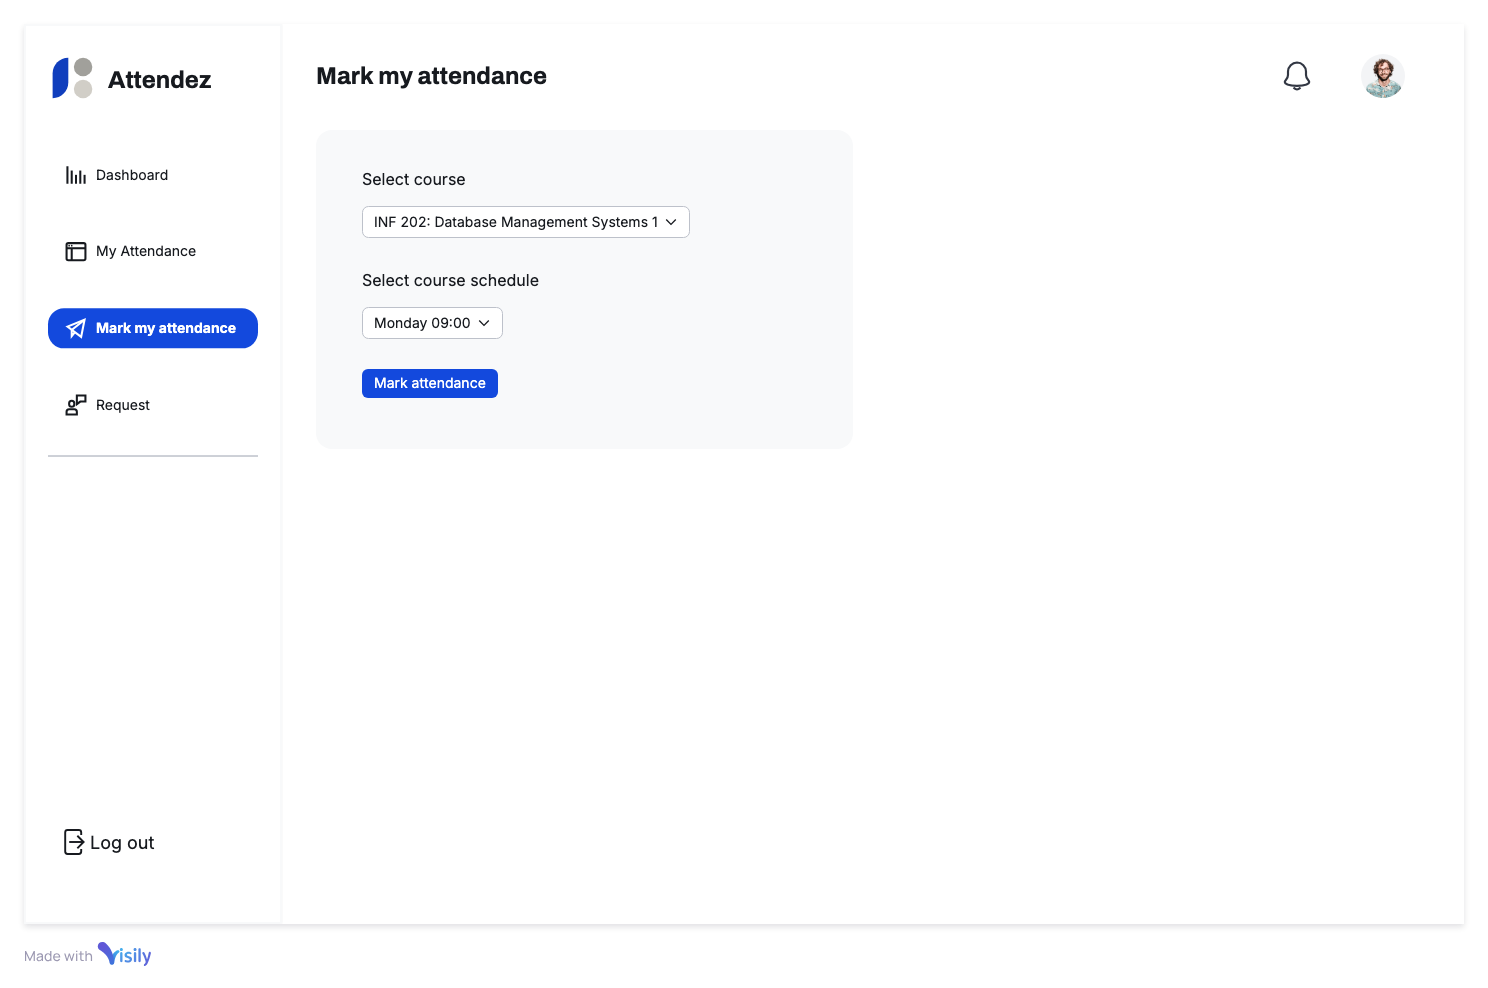 Attendez
Mark my attendance
Dashboard
My Attendance
Mark my attendance
Request
Select course
INF 202: Database Management Systems 1
Select course schedule
Monday 09:00
Mark attendance
Log out
Made with Visily